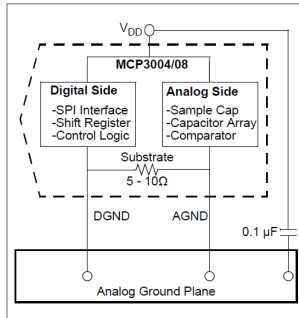 VDD
MCP3004/08
Digital Side
-SPI Interface
-Shift Register
-Control Logic
Analog Side
-Sample Cap
-Capacitor Array
-Comparator
Substrate
5 - 10Ω
DGND
AGND
0.1 µF
Analog Ground Plane